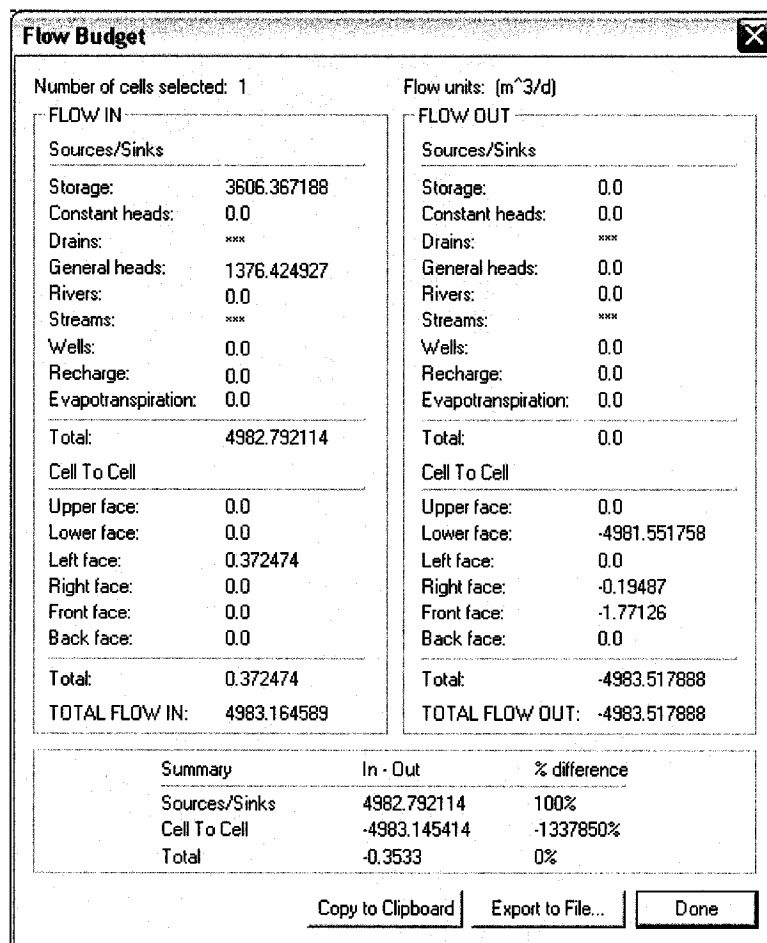 Flow Budget
Number of cells selected: 1 Flow units: (m^3/d)
FLOW IN FLOW OUT
Sources/Sinks Sources/Sinks
Storage: 3606.367188 Storage: 0.0
Constant heads: 0.0 Constant heads: 0.0
Drains: *** Drains: ***
General heads: 1376.424927 General heads: 0.0
Rivers: 0.0 Rivers: 0.0
Streams: *** Streams: ***
Wells: 0.0 Wells: 0.0
Recharge: 0.0 Recharge: 0.0
Evapotranspiration: 0.0 Evapotranspiration: 0.0
Total: 4982.792114 Total: 0.0
Cell To Cell Cell To Cell
Upper face: 0.0 Upper face: 0.0
Lower face: 0.0 Lower face: -4981.551758
Left face: 0.372474 Left face: 0.0
Right face: 0.0 Right face: -0.19487
Front face: 0.0 Front face: -1.77126
Back face: 0.0 Back face: 0.0
Total: 0.372474 Total: -4983.517888
TOTAL FLOW IN: 4983.164589 TOTAL FLOW OUT: -4983.517888
Summary In - Out % difference
Sources/Sinks 4982.792114 100%
Cell To Cell -4983.145414 -1337850%
Total -0.3533 0%
Copy to Clipboard Export to File... Done